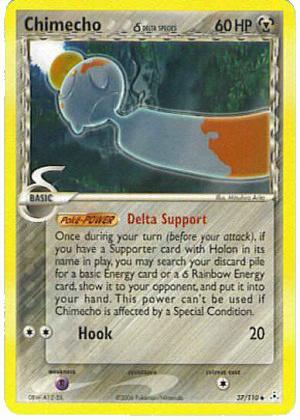 Chimecho δ DELTA SPECIES 60 HP
BASIC
Illus. Mitsuhiro Arita
Poké-POWER Delta Support
Once during your turn (before your attack), if
you have a Supporter card with Holon in its
name in play, you may search your discard pile
for a basic Energy card or a δ Rainbow Energy
card, show it to your opponent, and put it into
your hand. This power can't be used if
Chimecho is affected by a Special Condition.
Hook 20
weakness resistance retreat cost
©2006 Pokémon/Nintendo 37/110